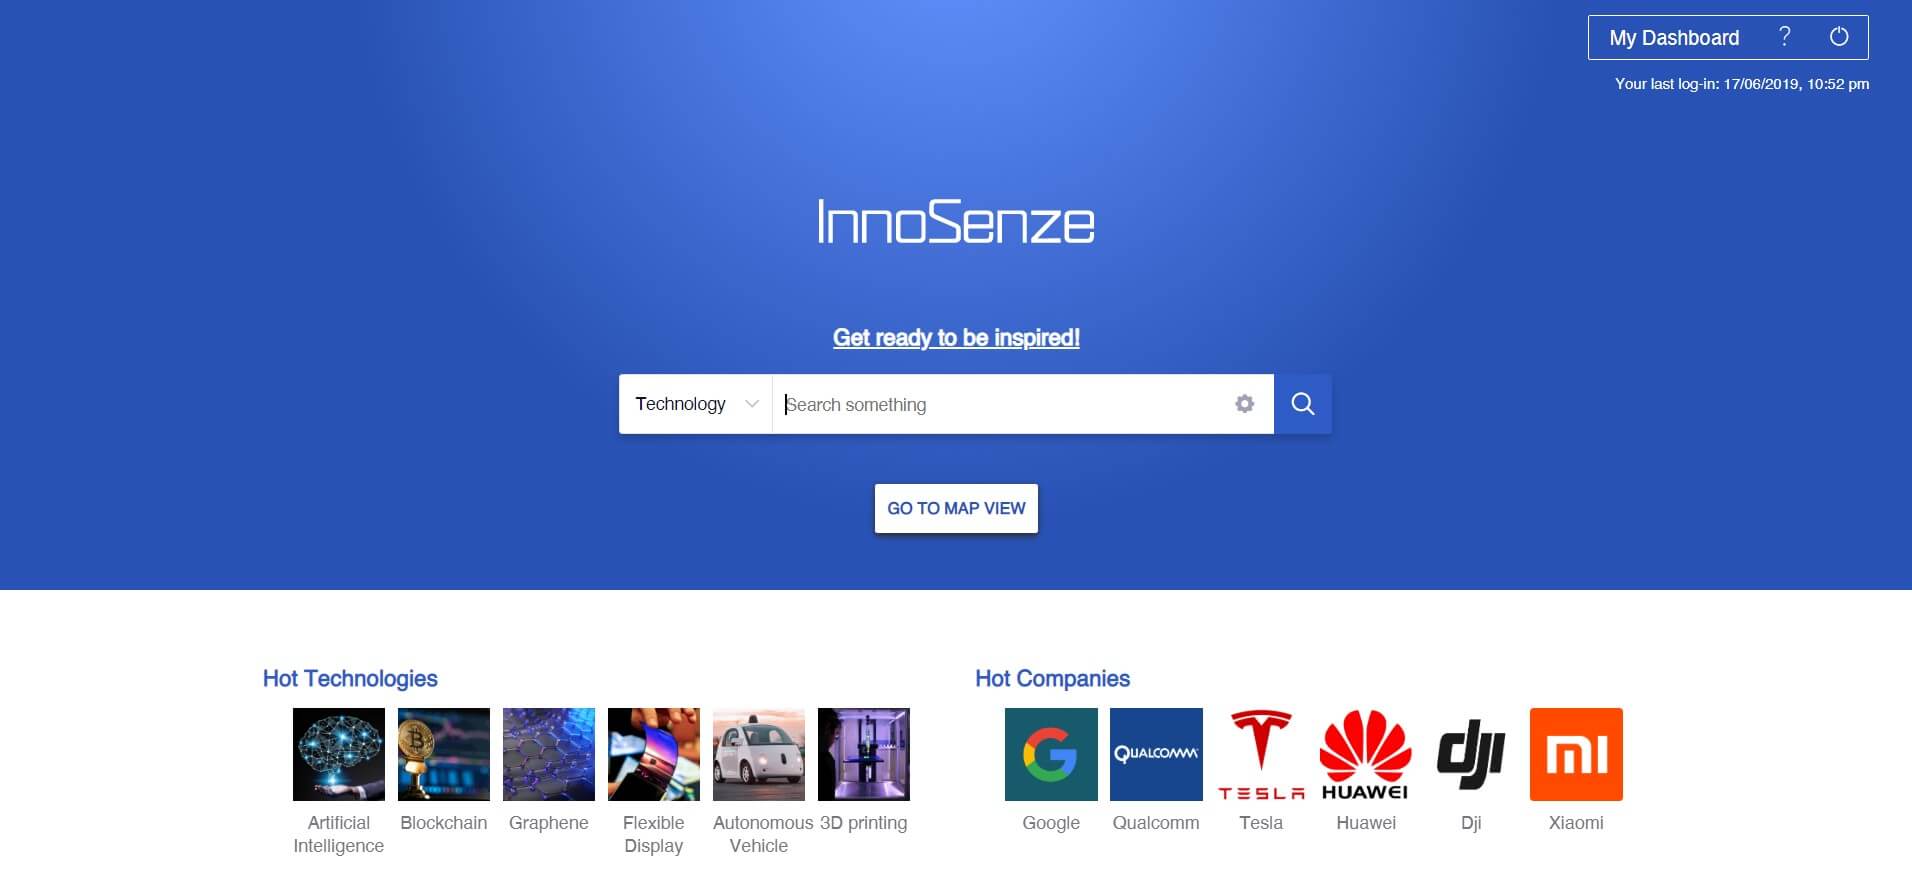 My Dashboard ?
Your last log-in: 17/06/2019, 10:52 pm
InnoSenze
Get ready to be inspired!
Technology
Search something
GO TO MAP VIEW
Hot Technologies
Artificial
Intelligence
Blockchain
Graphene
Flexible
Display
Autonomous
Vehicle
3D printing
Hot Companies
G
Google
QUALCOMM
Qualcomm
TESLA
Tesla
HUAWEI
Huawei
dji
Dji
mi
Xiaomi